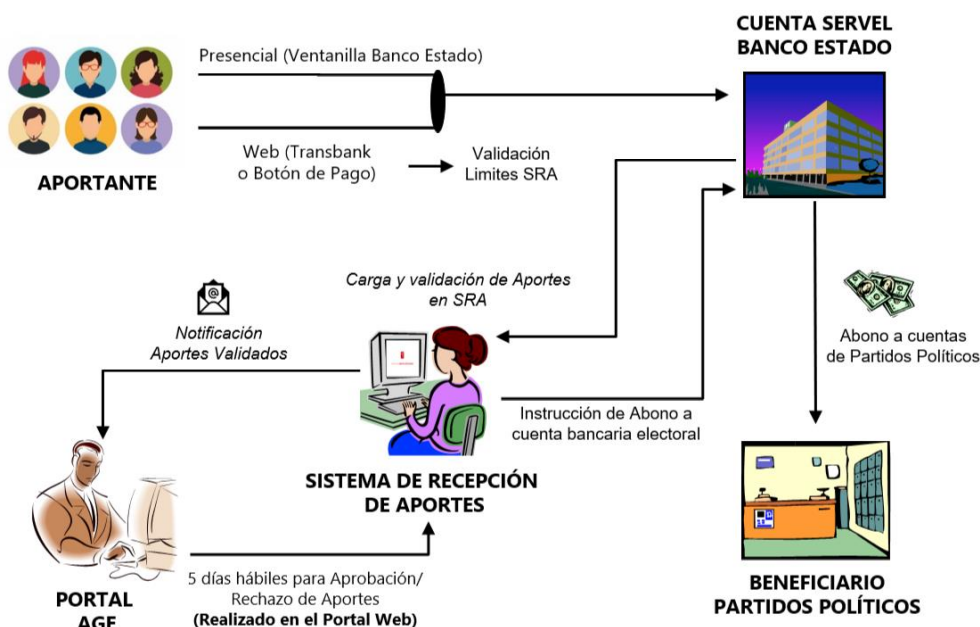 CUENTA SERVEL
BANCO ESTADO
Presencial (Ventanilla Banco Estado)
Web (Transbank
o Botón de Pago)
Validación
Limites SRA
APORTANTE
Carga y validación de Aportes
en SRA
Notificación
Aportes Validados
Abono a cuentas
de Partidos Políticos
Instrucción de Abono a
cuenta bancaria electoral
SISTEMA DE RECEPCIÓN
DE APORTES
5 días hábiles para Aprobación/
Rechazo de Aportes
(Realizado en el Portal Web)
PORTAL
AGE
BENEFICIARIO
PARTIDOS POLÍTICOS